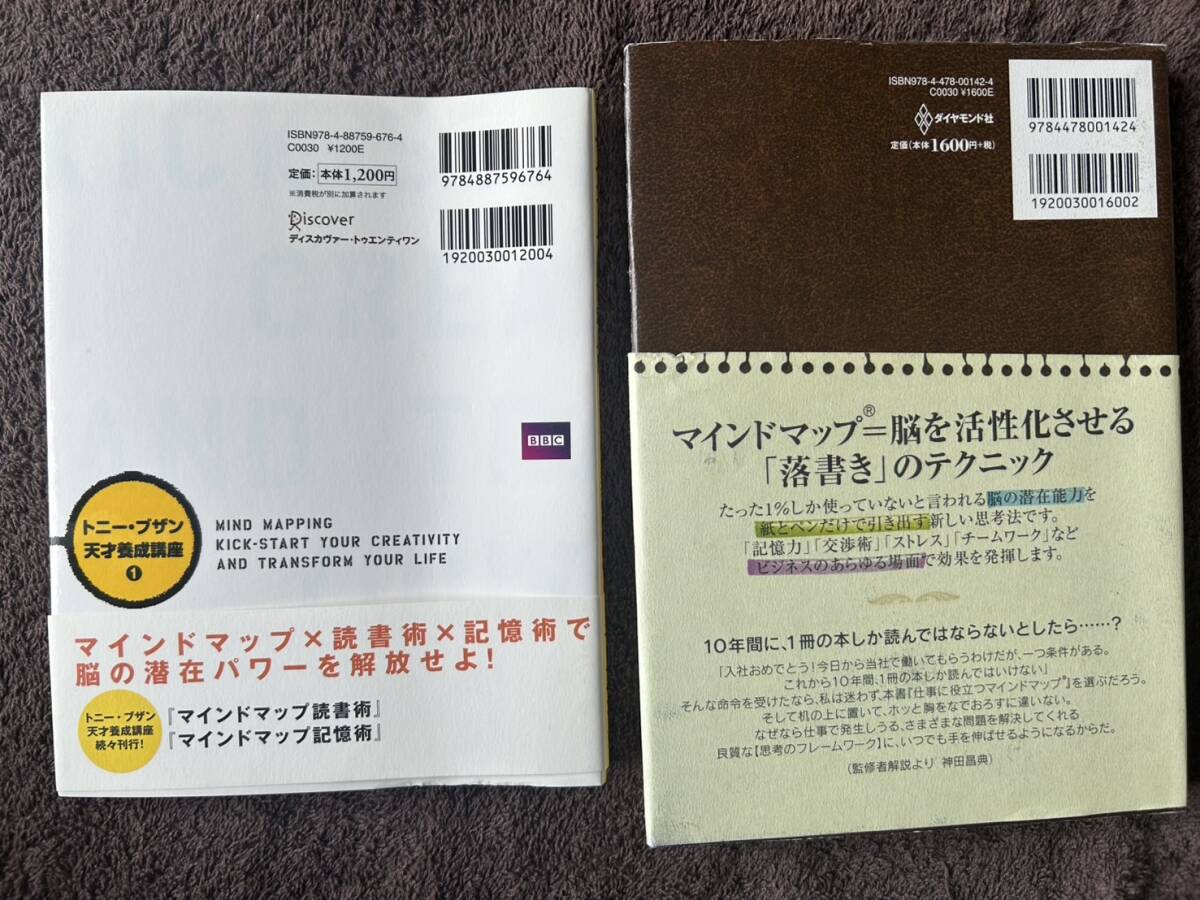 ISBN978-4-88759-676-4
C0030 ¥1200E
定価：本体1,200円
※消費税が別に加算されます
Discover
ディスカヴァー・トゥエンティワン
9784887596764
1920030012004
BBC
トニー・ブザン
天才養成講座
1
MIND MAPPING
KICK-START YOUR CREATIVITY
AND TRANSFORM YOUR LIFE
マインドマップ×読書術×記憶術で
脳の潜在パワーを解放せよ！
トニー・ブザン
天才養成講座
続々刊行！
『マインドマップ読書術』
『マインドマップ記憶術』
ISBN978-4-478-00142-4
C0030 ¥1600E
ダイヤモンド社
定価（本体1600円+税）
9784478001424
1920030016002
マインドマップ®＝脳を活性化させる
「落書き」のテクニック
たった1%しか使っていないと言われる脳の潜在能力を
紙とペンだけで引き出す新しい思考法です。
「記憶力」「交渉術」「ストレス」「チームワーク」など
ビジネスのあらゆる場面で効果を発揮します。
10年間に、1冊の本しか読んではならないとしたら……？
「入社おめでとう！今日から当社で働いてもらうわけだが、一つ条件がある。
これから10年間、1冊の本しか読んではいけない」
そんな命令を受けたなら、私は迷わず、本書『仕事に役立つマインドマップ®』を選ぶだろう。
そして机の上に置いて、ホッと胸をなでおろすに違いない。
なぜなら仕事で発生しうる、さまざまな問題を解決してくれる
良質な【思考のフレームワーク】に、いつでも手を伸ばせるようになるからだ。
（監修者解説より 神田昌典）